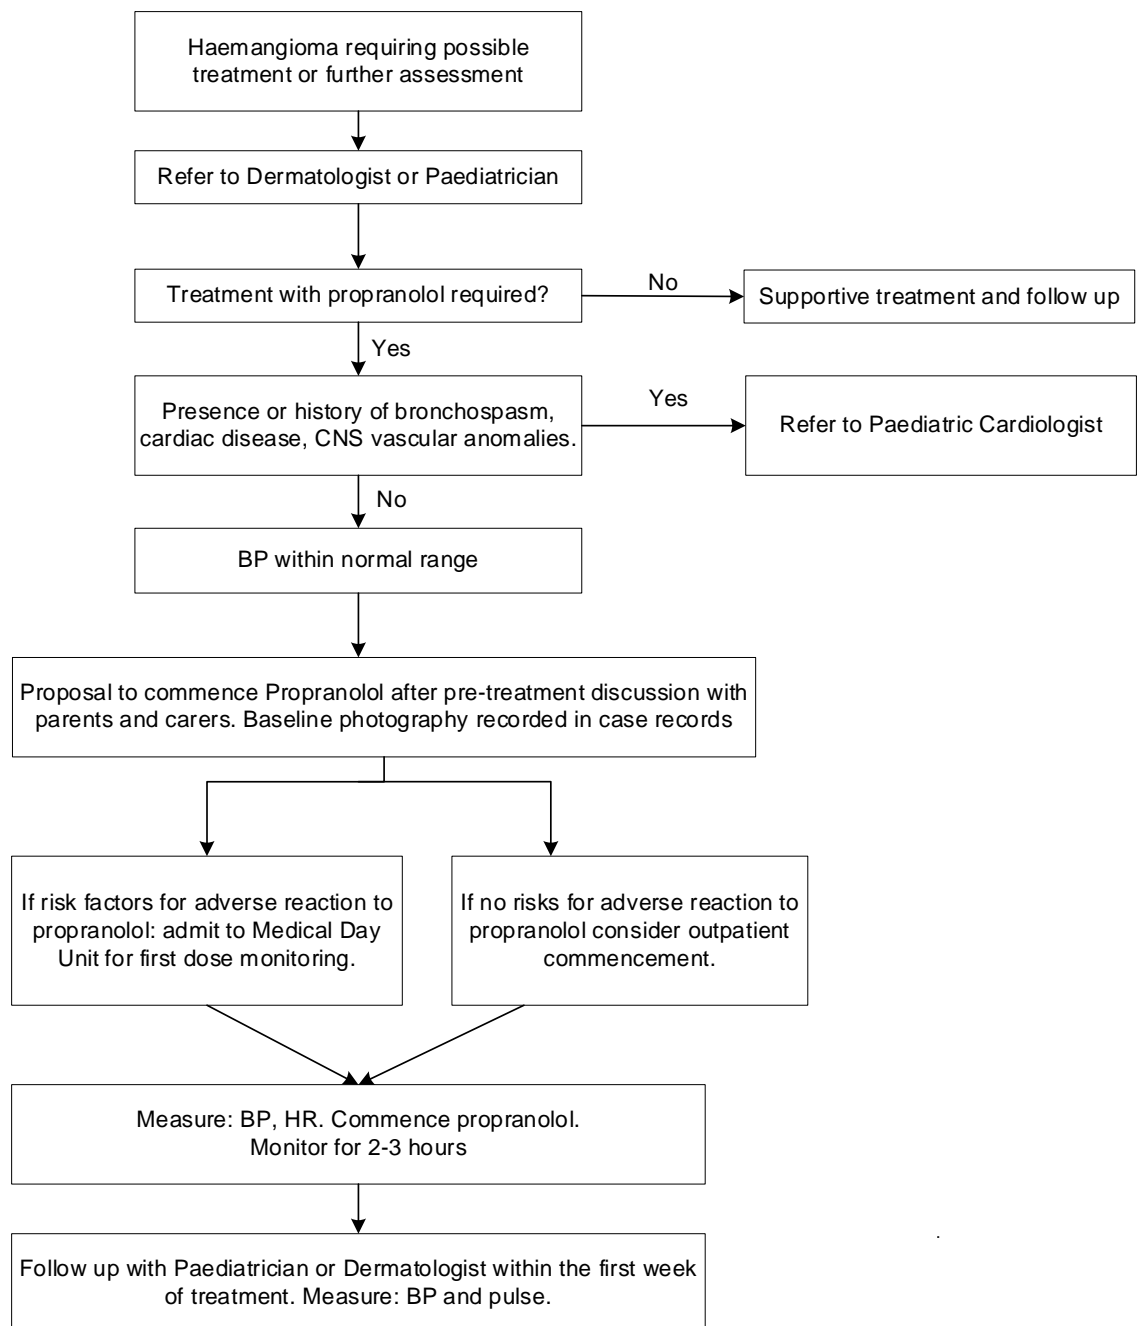 Haemangioma requiring possible
treatment or further assessment
Refer to Dermatologist or Paediatrician
Treatment with propranolol required?
No
Supportive treatment and follow up
Yes
Presence or history of bronchospasm,
cardiac disease, CNS vascular anomalies.
Yes
Refer to Paediatric Cardiologist
No
BP within normal range
Proposal to commence Propranolol after pre-treatment discussion with
parents and carers. Baseline photography recorded in case records
If risk factors for adverse reaction to
propranolol: admit to Medical Day
Unit for first dose monitoring.
If no risks for adverse reaction to
propranolol consider outpatient
commencement.
Measure: BP, HR. Commence propranolol.
Monitor for 2-3 hours
Follow up with Paediatrician or Dermatologist within the first week
of treatment. Measure: BP and pulse.
.